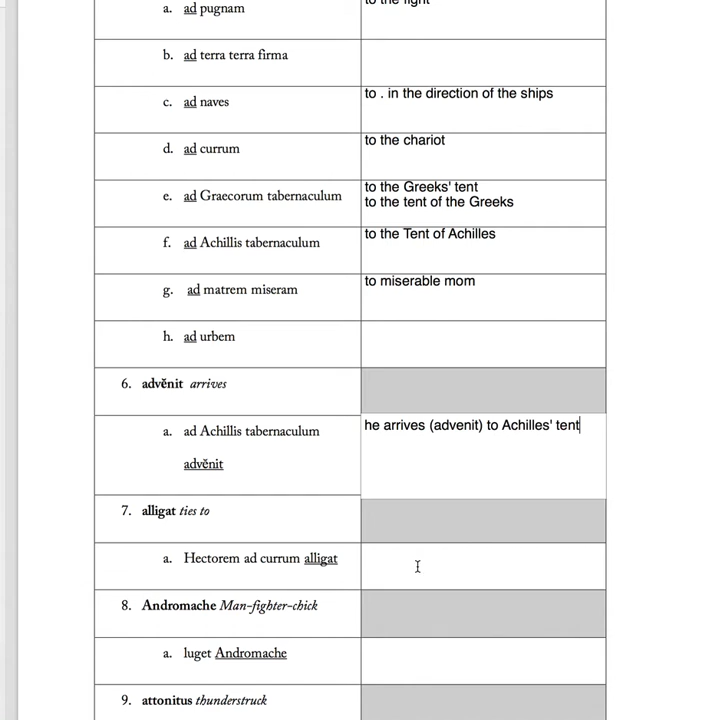 a. ad pugnam
to the fight
b. ad terra terra firma
c. ad naves
to . in the direction of the ships
d. ad currum
to the chariot
e. ad Graecorum tabernaculum
to the Greeks' tent
to the tent of the Greeks
f. ad Achillis tabernaculum
to the Tent of Achilles
g. ad matrem miseram
to miserable mom
h. ad urbem
6. advĕnit arrives
a. ad Achillis tabernaculum
advĕnit
he arrives (advenit) to Achilles' tent
7. alligat ties to
a. Hectorem ad currum alligat
8. Andromache Man-fighter-chick
a. luget Andromache
9. attonitus thunderstruck